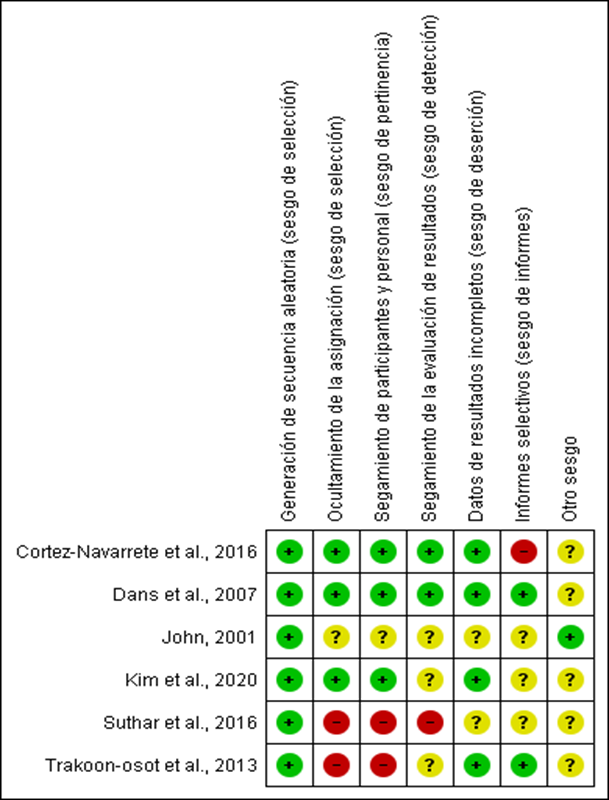 Generación de secuencia aleatoria (sesgo de selección)
Ocultamiento de la asignación (sesgo de selección)
Segamiento de participantes y personal (sesgo de pertinencia)
Segamiento de la evaluación de resultados (sesgo de detección)
Datos de resultados incompletos (sesgo de deserción)
Informes selectivos (sesgo de informes)
Otro sesgo
Cortez-Navarrete et al., 2016 + + + + + - ?
Dans et al., 2007 + + + + + + ?
John, 2001 + ? ? ? ? ? +
Kim et al., 2020 + + + ? + ? ?
Suthar et al., 2016 + - - - ? ? ?
Trakoon-osot et al., 2013 + - - ? + + ?